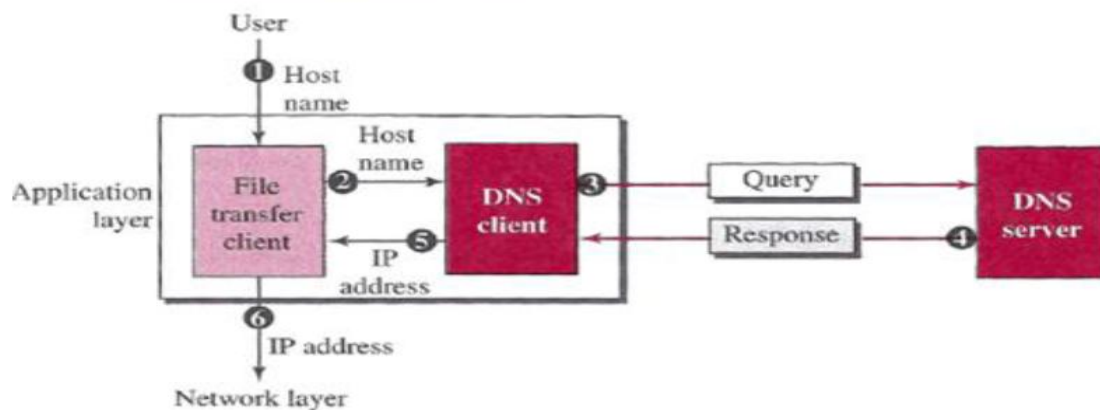 User
1
Host
name
Application
layer
File
transfer
client
2
Host
name
5
IP
address
DNS
client
3
Query
Response
4
DNS
server
6
IP address
Network layer